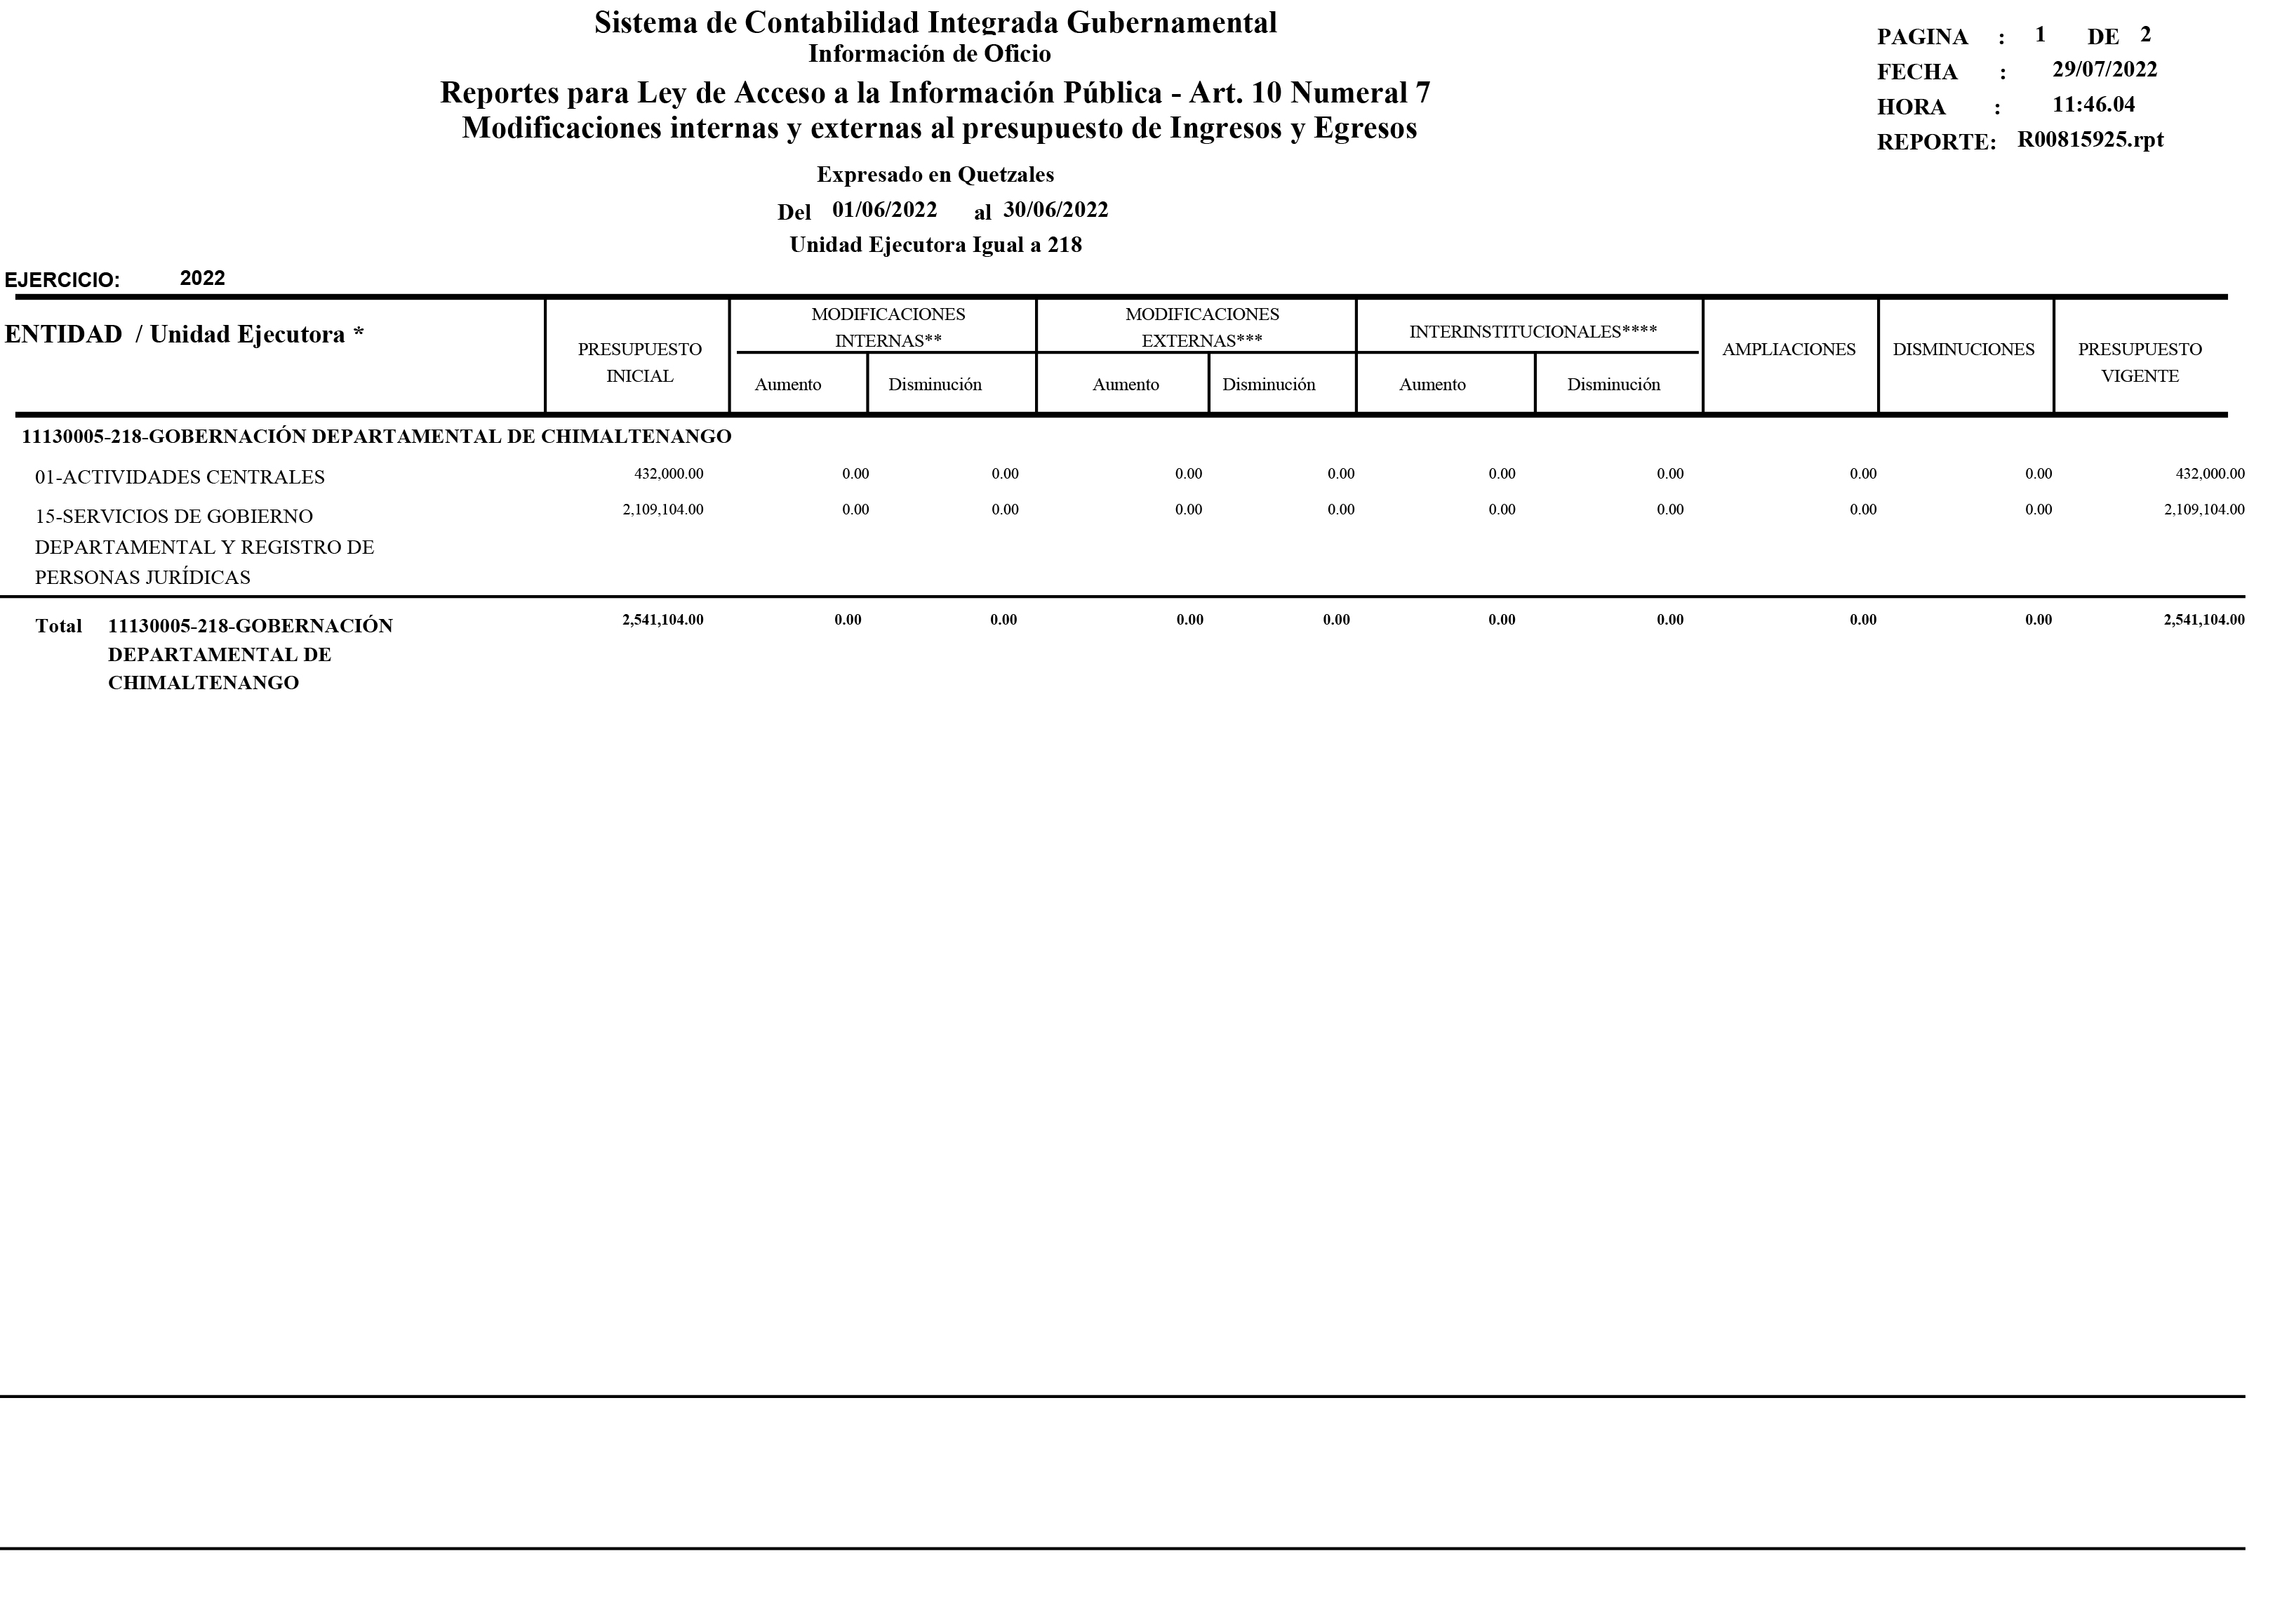 Sistema de Contabilidad Integrada Gubernamental
Información de Oficio
Reportes para Ley de Acceso a la Información Pública - Art. 10 Numeral 7
Modificaciones internas y externas al presupuesto de Ingresos y Egresos
Expresado en Quetzales
Del 01/06/2022 al 30/06/2022
Unidad Ejecutora Igual a 218
PAGINA : 1 DE 2
FECHA : 29/07/2022
HORA : 11:46.04
REPORTE: R00815925.rpt
EJERCICIO: 2022
ENTIDAD / Unidad Ejecutora *
PRESUPUESTO
INICIAL
MODIFICACIONES
INTERNAS**
Aumento Disminución
MODIFICACIONES
EXTERNAS***
Aumento Disminución
INTERINSTITUCIONALES****
Aumento Disminución
AMPLIACIONES
DISMINUCIONES
PRESUPUESTO
VIGENTE
11130005-218-GOBERNACIÓN DEPARTAMENTAL DE CHIMALTENANGO
01-ACTIVIDADES CENTRALES 432,000.00 0.00 0.00 0.00 0.00 0.00 0.00 0.00 0.00 432,000.00
15-SERVICIOS DE GOBIERNO 2,109,104.00 0.00 0.00 0.00 0.00 0.00 0.00 0.00 0.00 2,109,104.00
DEPARTAMENTAL Y REGISTRO DE
PERSONAS JURÍDICAS
Total 11130005-218-GOBERNACIÓN 2,541,104.00 0.00 0.00 0.00 0.00 0.00 0.00 0.00 0.00 2,541,104.00
DEPARTAMENTAL DE
CHIMALTENANGO